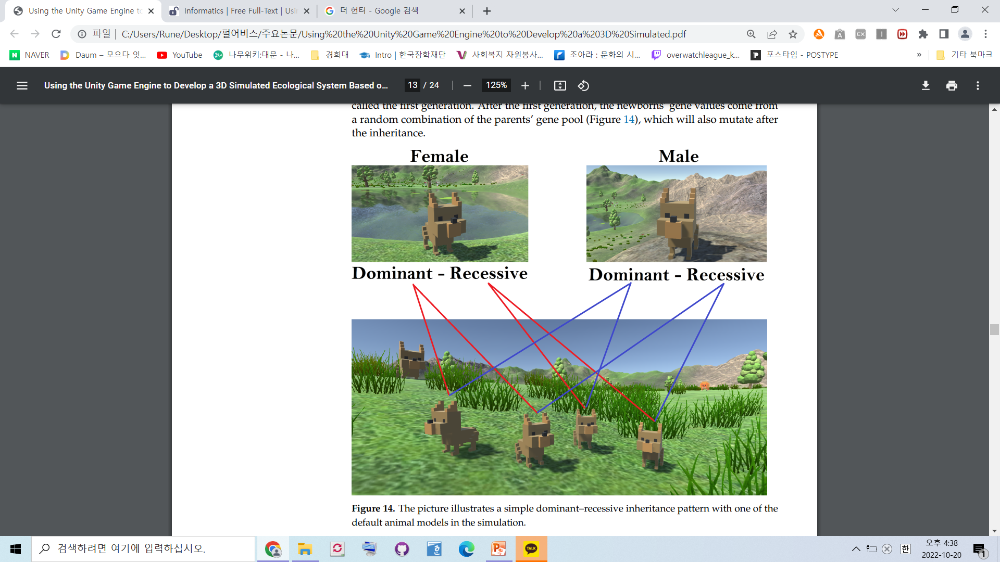 Using the Unity Game Engine to
Informatics | Free Full-Text | Usin
더 헌터 - Google 검색
파일 | C:/Users/Rune/Desktop/펄어비스/주요논문/Using%20the%20Unity%20Game%20Engine%20to%20Develop%20a%203D%20Simulated.pdf
NAVER
Daum – 모으다 잇...
YouTube
나무위키:대문 - 나...
경희대
Intro | 한국장학재단
사회복지 자원봉사...
조아라 : 문화의 시...
overwatchleague_k...
포스타입 - POSTYPE
»
기타 북마크
Using the Unity Game Engine to Develop a 3D Simulated Ecological System Based o...
13 / 24
125%
called the first generation. After the first generation, the newborns’ gene values come from
a random combination of the parents’ gene pool (Figure 14), which will also mutate after
the inheritance.
Female
Male
Dominant - Recessive
Dominant - Recessive
Figure 14. The picture illustrates a simple dominant–recessive inheritance pattern with one of the
default animal models in the simulation.
검색하려면 여기에 입력하십시오.
TALK
한
오후 4:38
2022-10-20
1